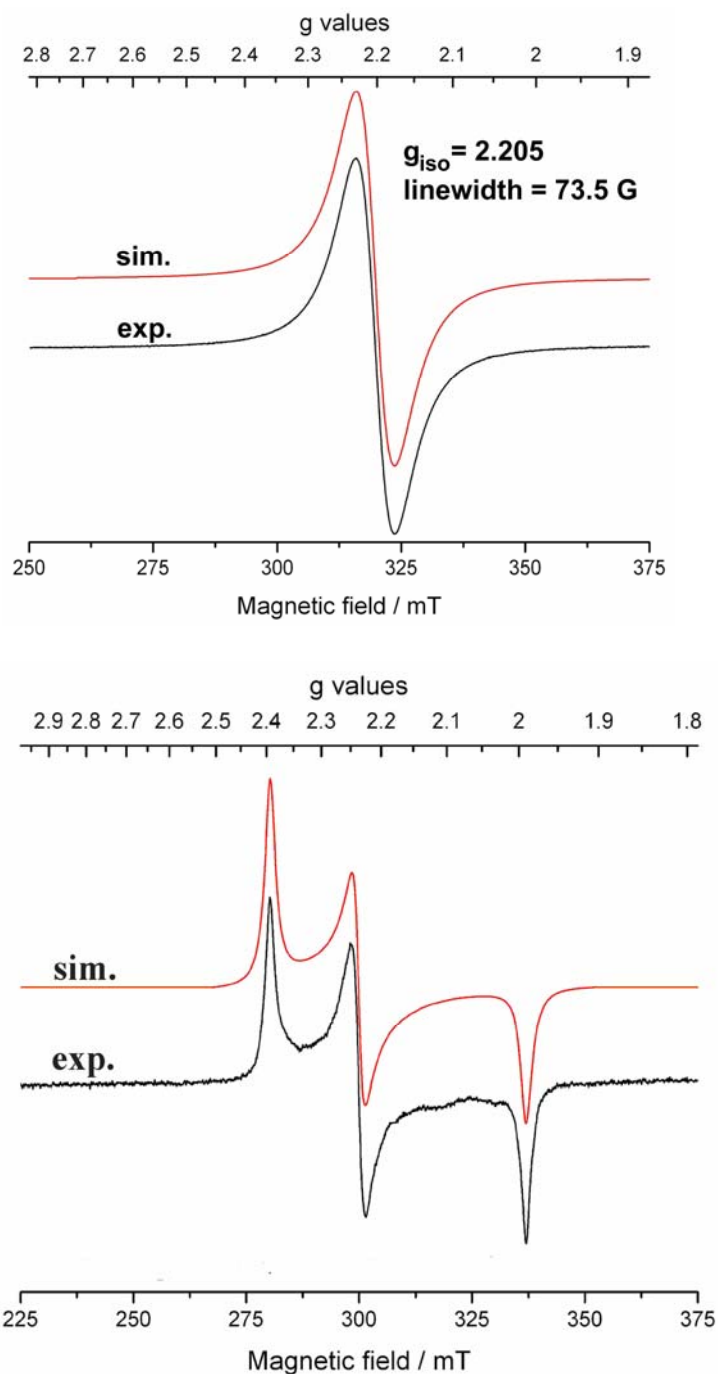 g values
2.8 2.7 2.6 2.5 2.4 2.3 2.2 2.1 2 1.9
g_iso = 2.205
linewidth = 73.5 G
sim.
exp.
250 275 300 325 350 375
Magnetic field / mT
g values
2.9 2.8 2.7 2.6 2.5 2.4 2.3 2.2 2.1 2 1.9 1.8
sim.
exp.
225 250 275 300 325 350 375
Magnetic field / mT